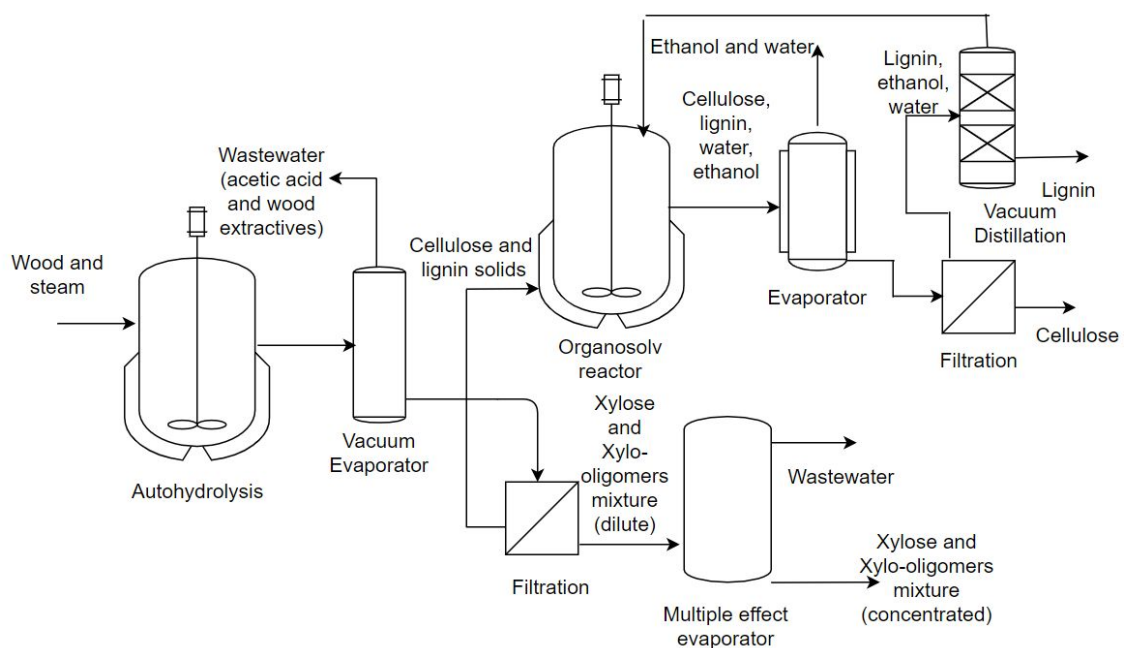 Ethanol and water
Lignin,
ethanol,
water
Cellulose,
lignin,
water,
ethanol
Wastewater
(acetic acid
and wood
extractives)
Lignin
Vacuum
Distillation
Cellulose and
lignin solids
Wood and
steam
Evaporator
Cellulose
Filtration
Organosolv
reactor
Vacuum
Evaporator
Xylose
and
Xylo-
oligomers
mixture
(dilute)
Autohydrolysis
Wastewater
Xylose and
Xylo-oligomers
mixture
(concentrated)
Filtration
Multiple effect
evaporator